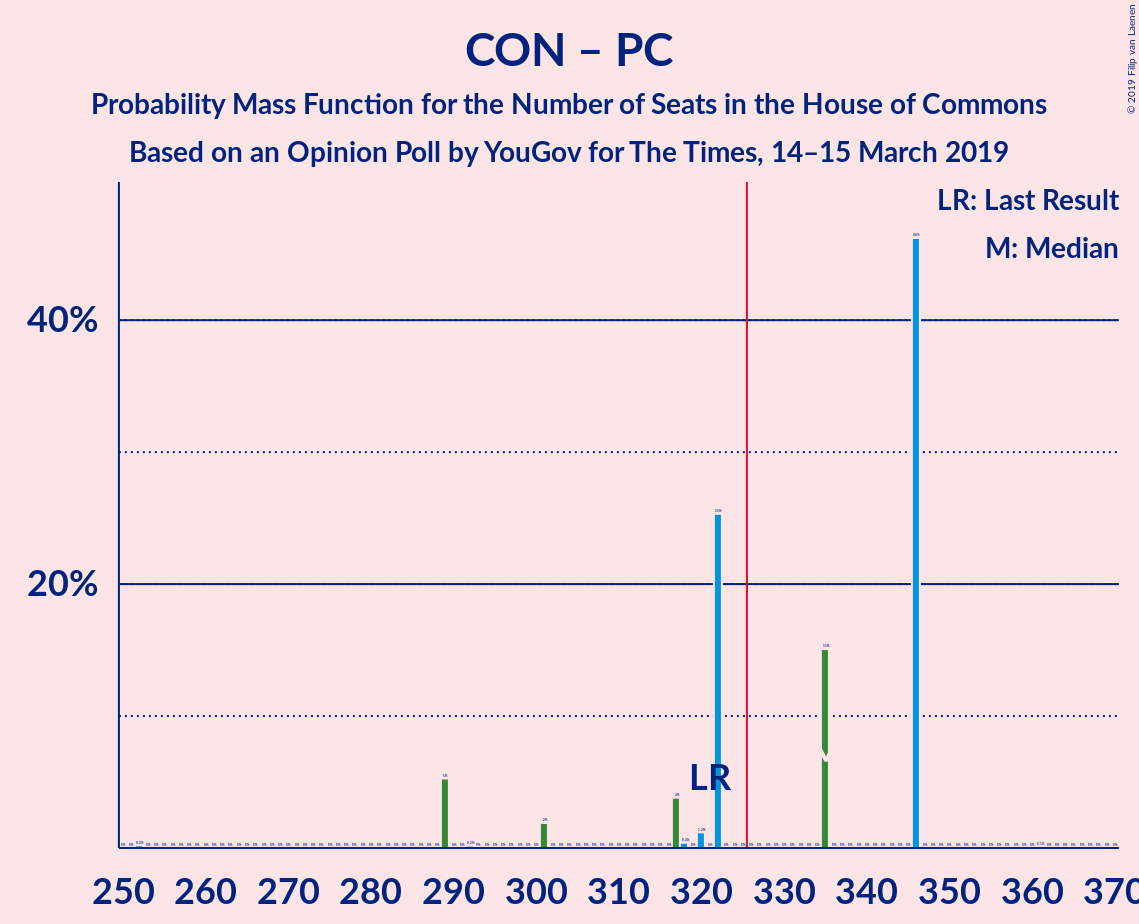 CON – PC
Probability Mass Function for the Number of Seats in the House of Commons
Based on an Opinion Poll by YouGov for The Times, 14–15 March 2019
© 2019 Filip van Laenen
LR: Last Result
M: Median
40%
20%
LR
250 260 270 280 290 300 310 320 330 340 350 360 370